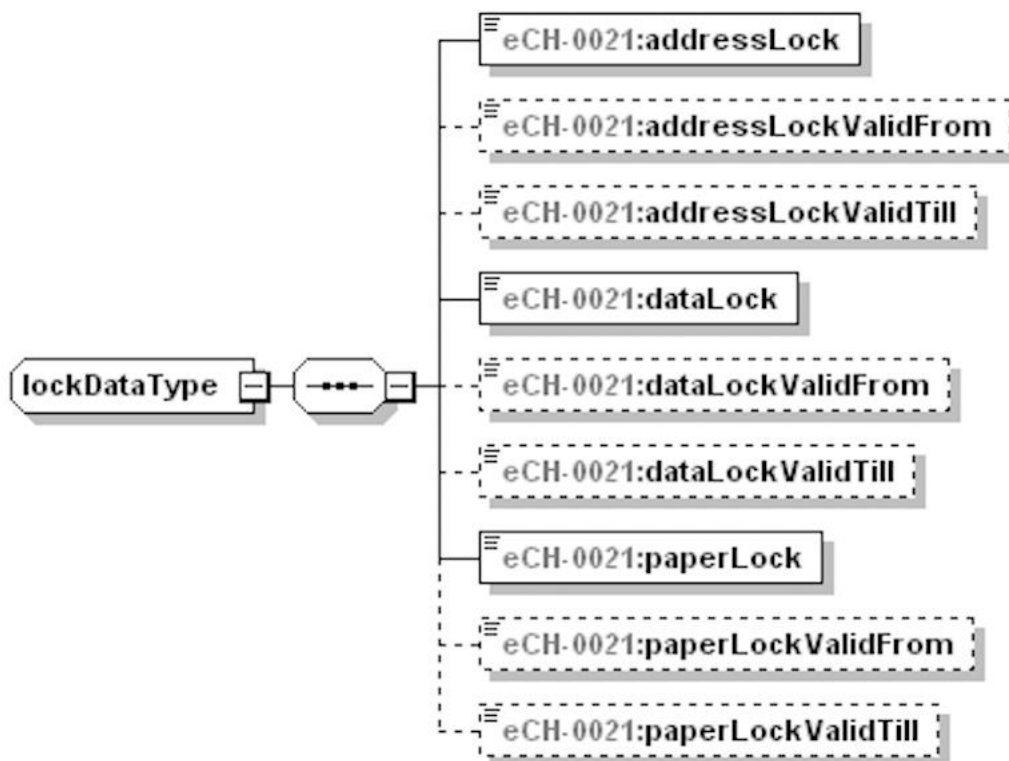 eCH-0021:addressLock
eCH-0021:addressLockValidFrom
eCH-0021:addressLockValidTill
eCH-0021:dataLock
lockDataType
eCH-0021:dataLockValidFrom
eCH-0021:dataLockValidTill
eCH-0021:paperLock
eCH-0021:paperLockValidFrom
eCH-0021:paperLockValidTill